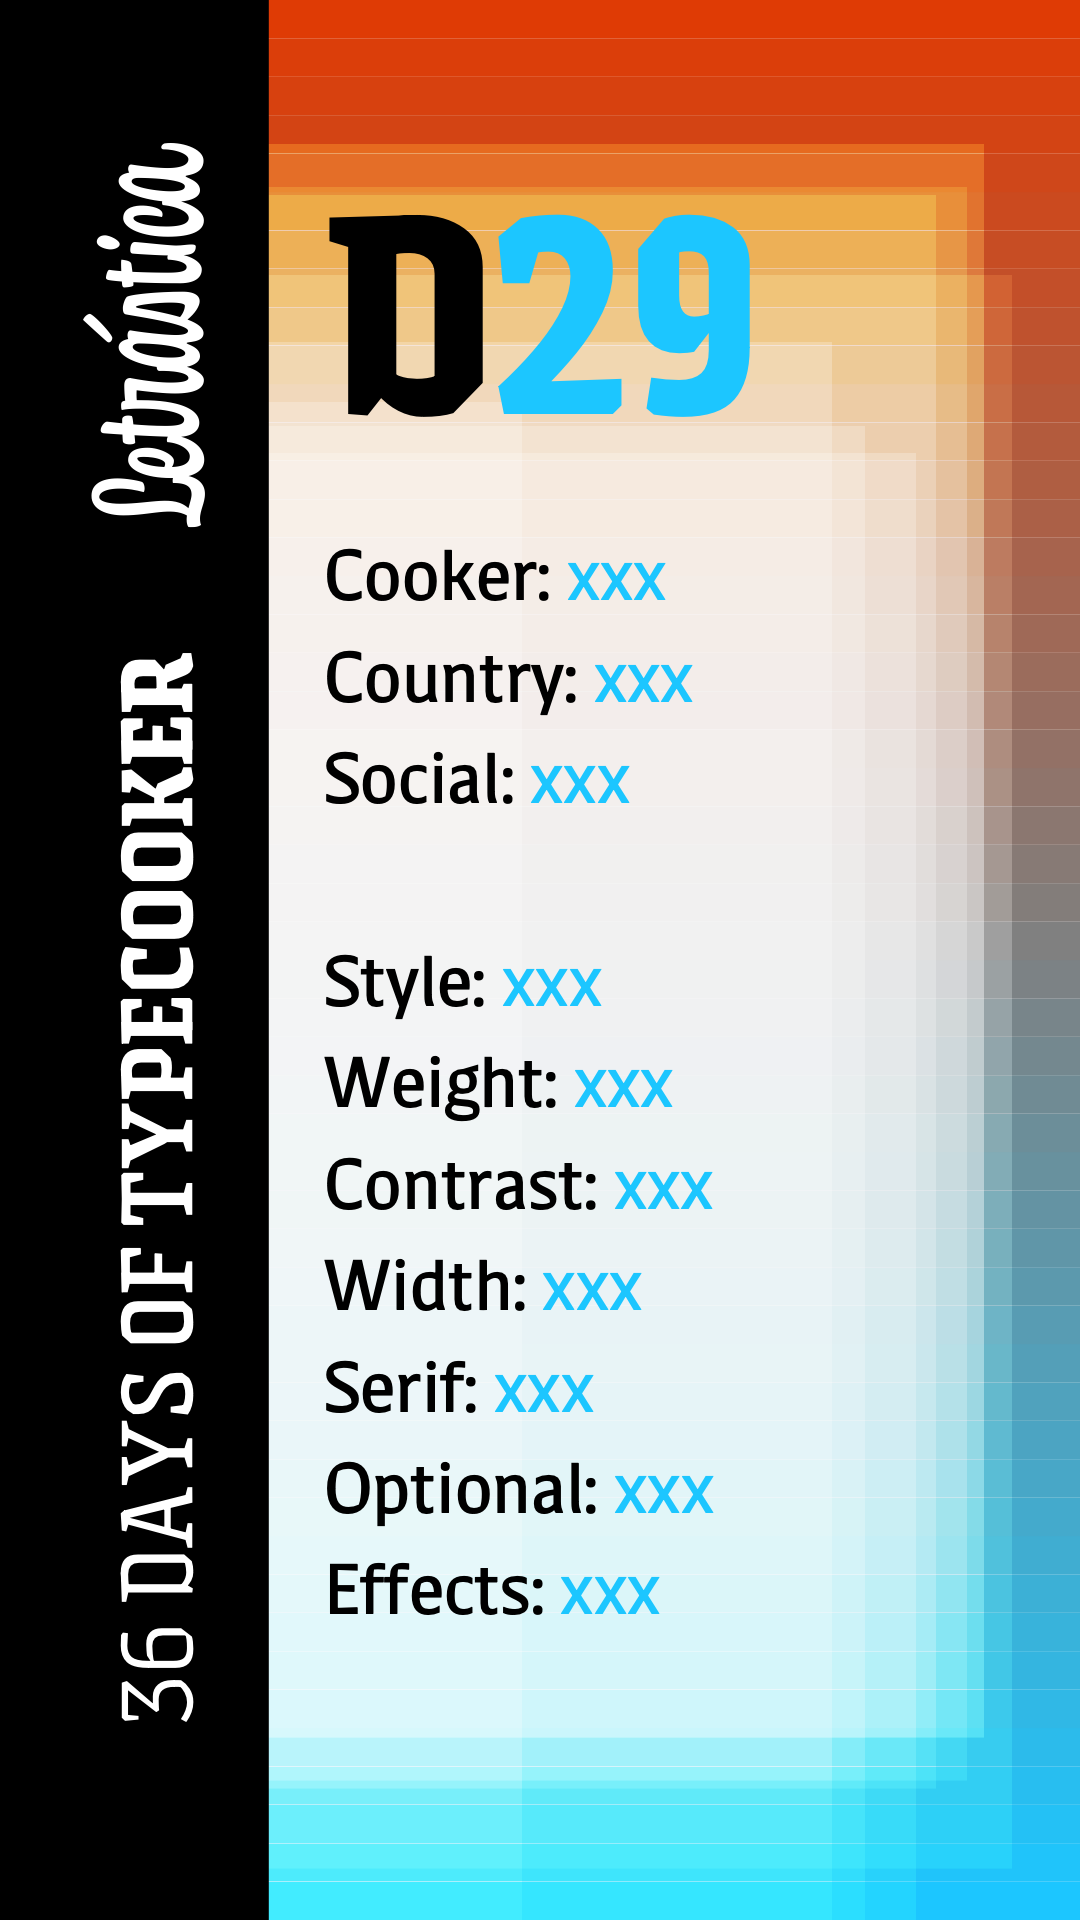 Letrástica
36 DAYS OF TYPECOOKER
D29
Cooker: xxx
Country: xxx
Social: xxx
Style: xxx
Weight: xxx
Contrast: xxx
Width: xxx
Serif: xxx
Optional: xxx
Effects: xxx